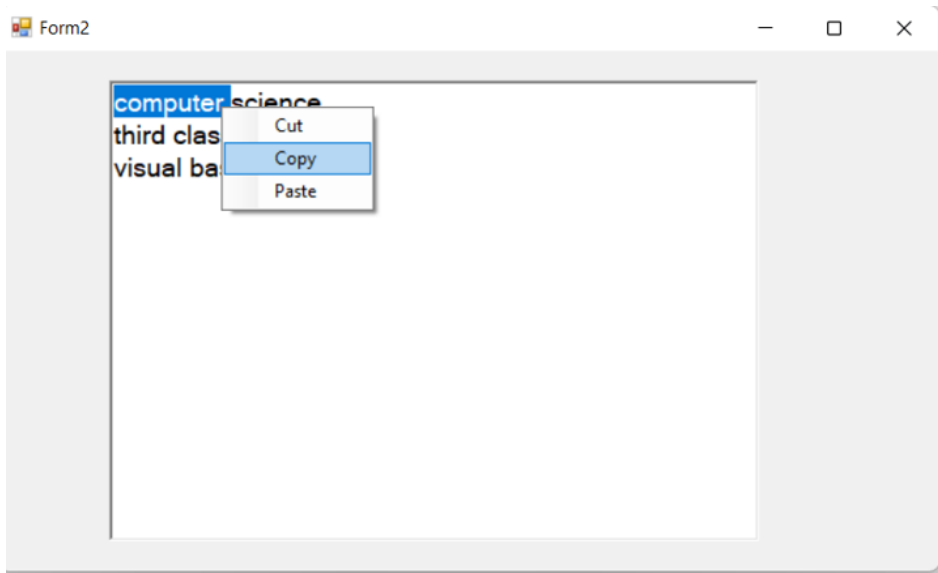 Form2
computer science
third clas
visual ba
Cut
Copy
Paste